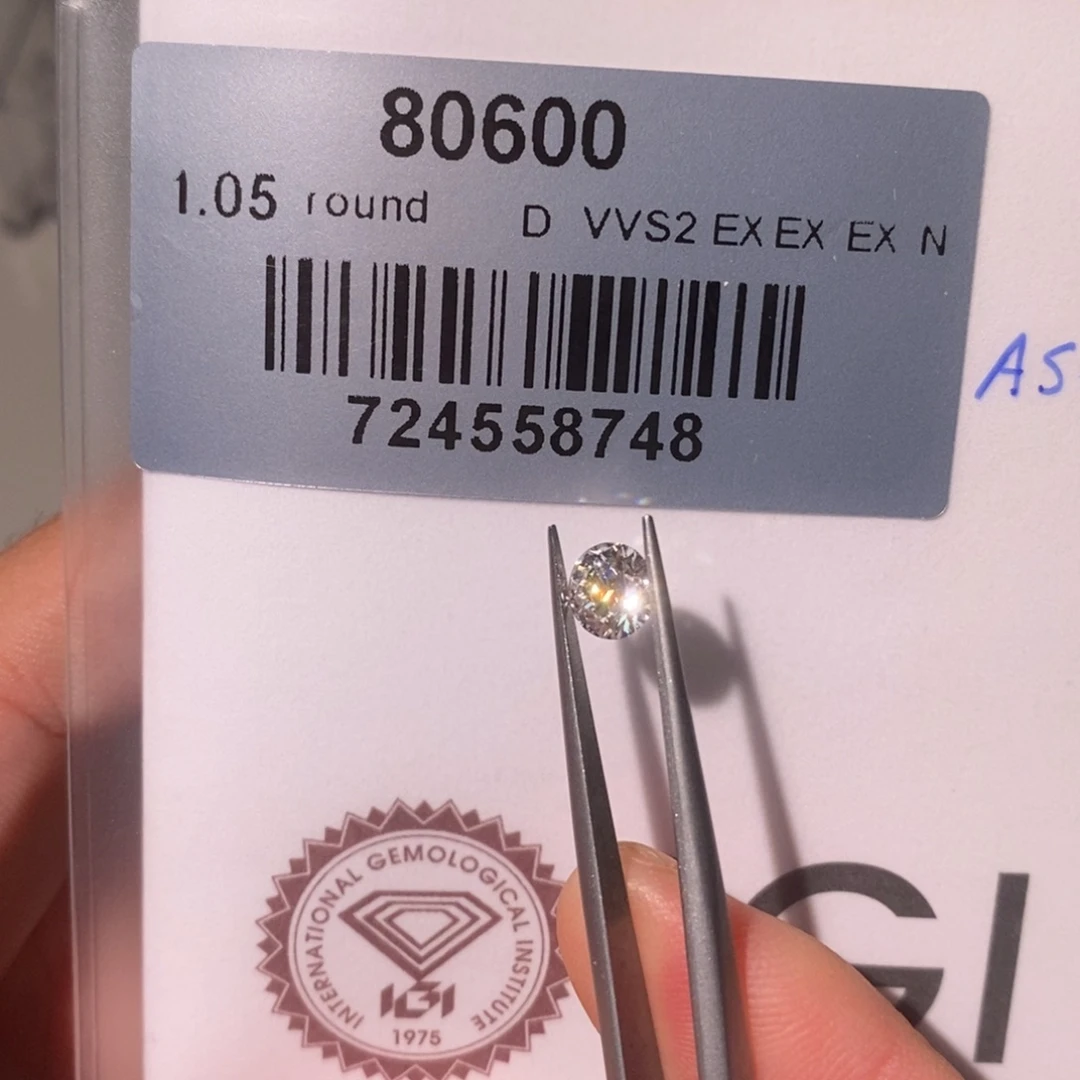 80600
1.05 round D VVS2 EX EX EX N
724558748
AS
INTERNATIONAL GEMOLOGICAL INSTITUTE
IGI
1975
GI